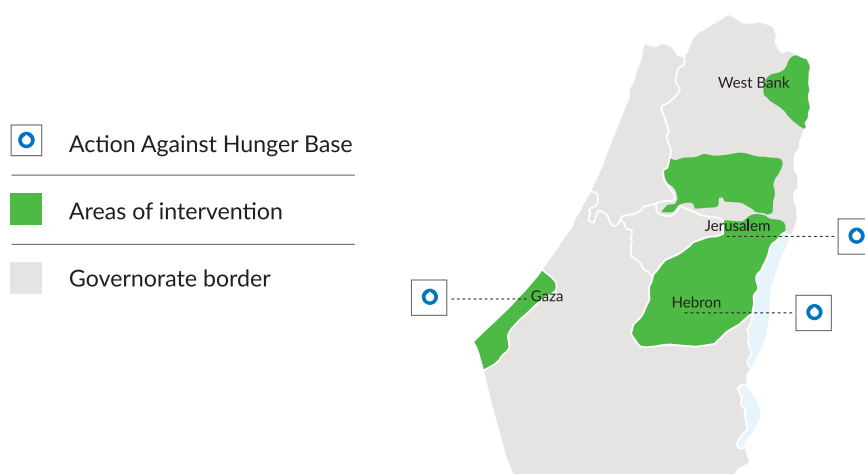 Action Against Hunger Base
Areas of intervention
Governorate border
West Bank
Jerusalem
Gaza
Hebron